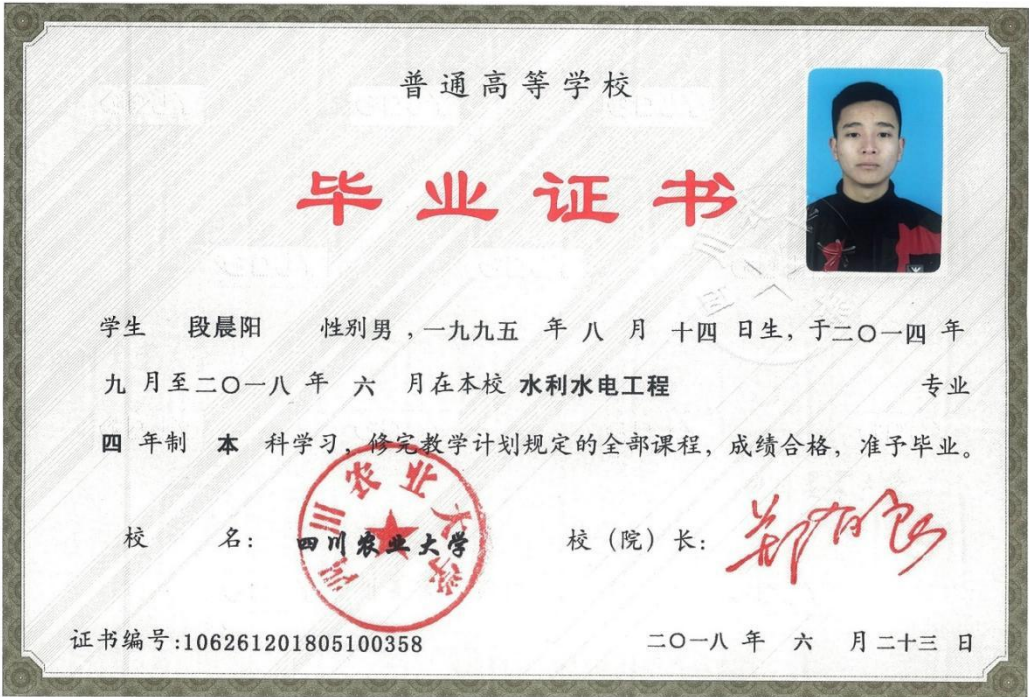 普通高等学校
毕业证书
学生 段晨阳 性别男，一九九五 年 八 月 十四 日生，于二〇一四 年
九 月至二〇一八 年 六 月在本校 水利水电工程 专业
四 年制 本 科学习，修完教学计划规定的全部课程，成绩合格，准予毕业。
校 名： 四川农业大学 校（院）长： 郑有良
四川农业大学
证书编号:106261201805100358 二〇一八 年 六 月 二十三 日